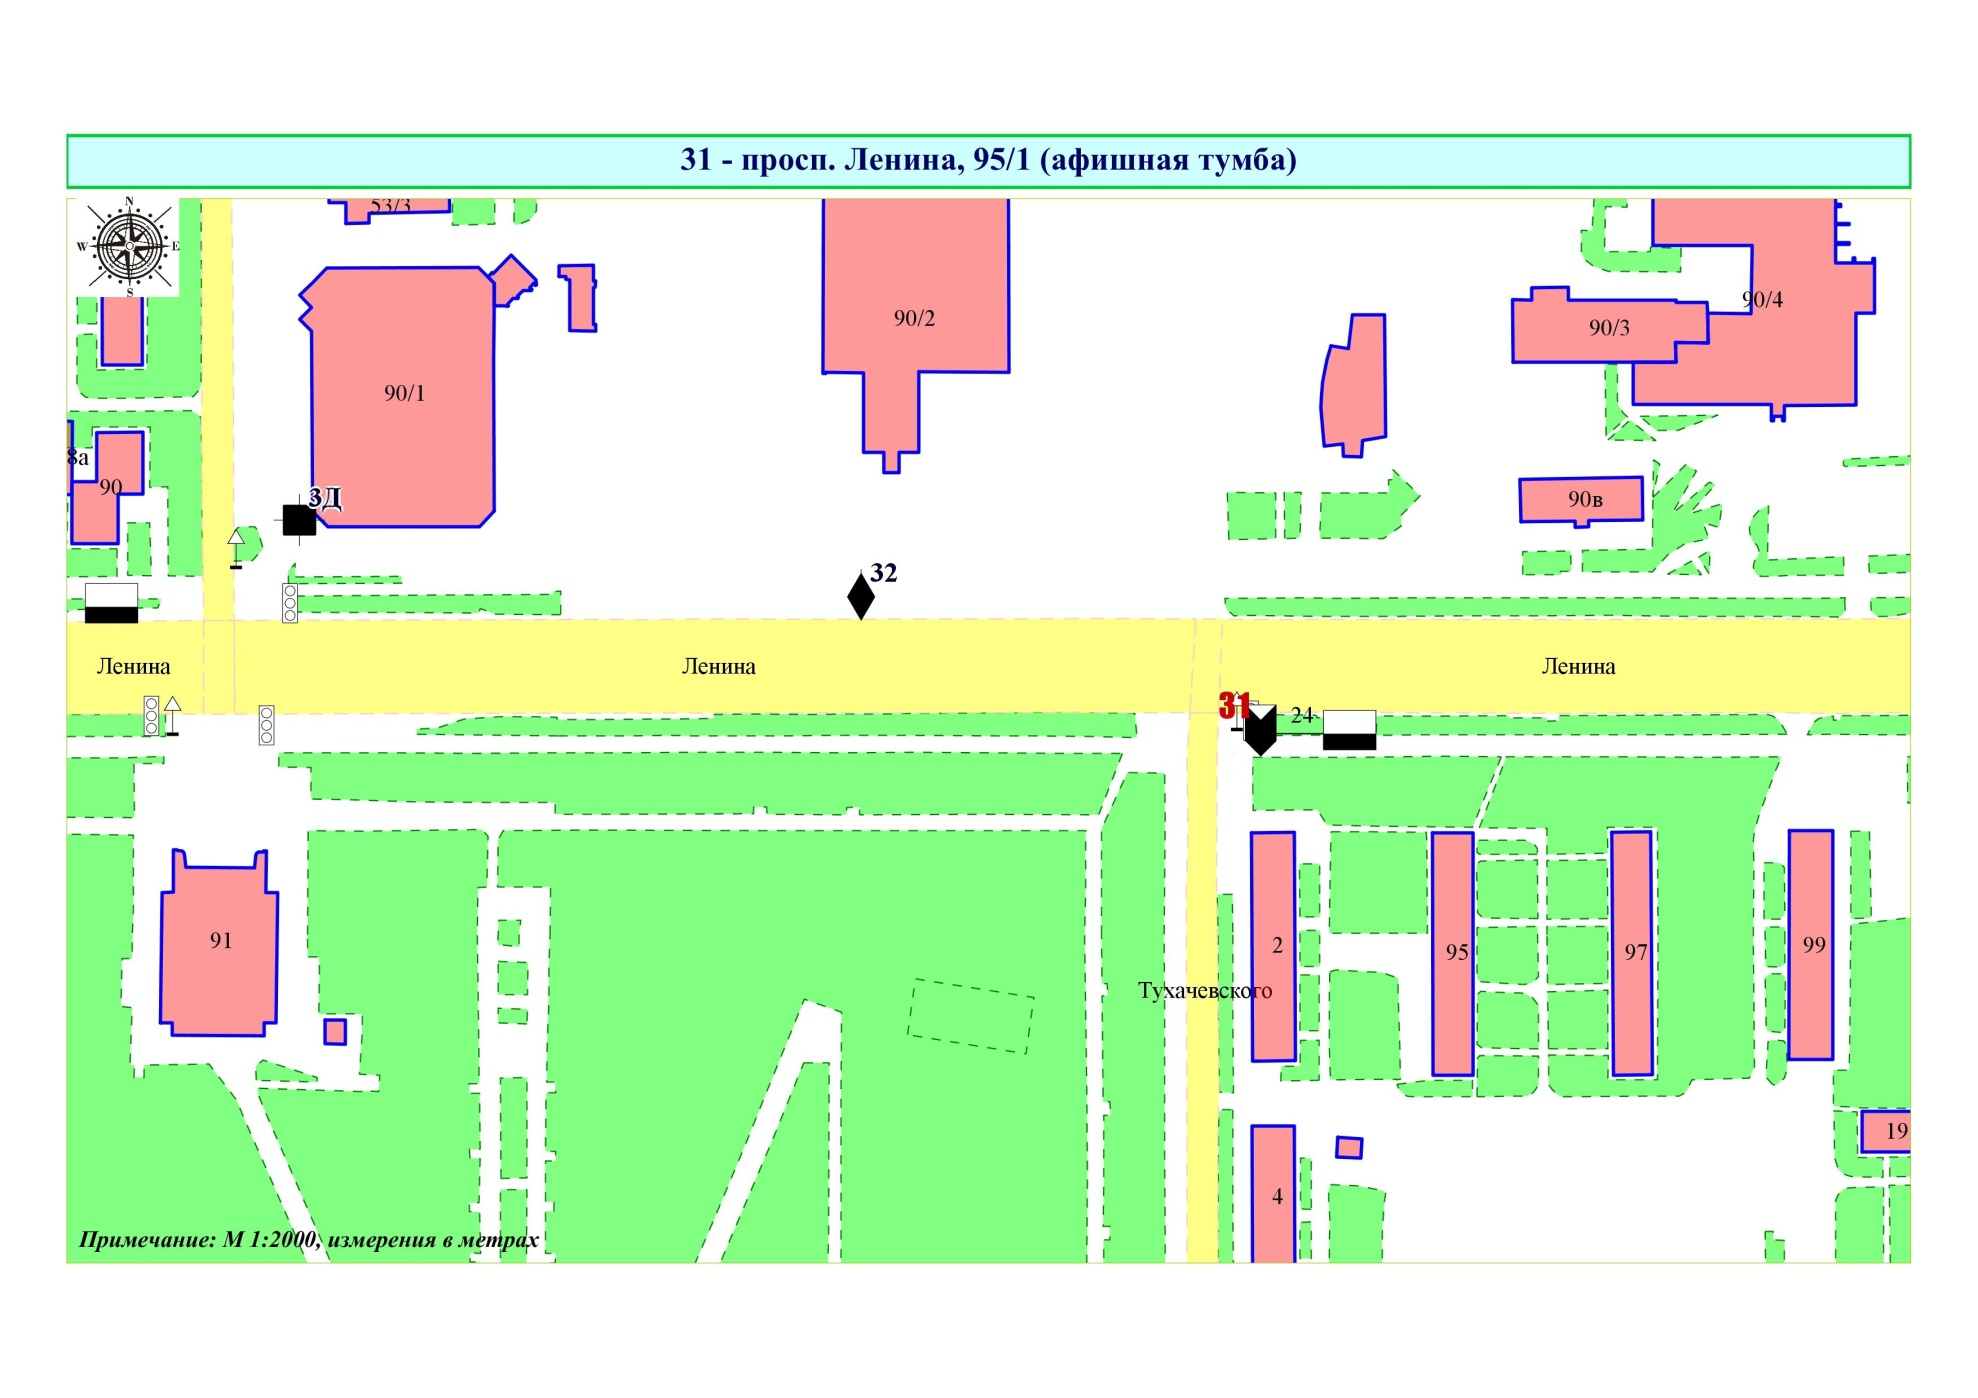 31 - просп. Ленина, 95/1 (афишная тумба)
N
W E
S
53/3
90/1
90/2
90/3
90/4
8а
90
3Д
90в
32
Ленина
Ленина
Ленина
31
24
91
2
95
97
99
Тухачевского
19
4
Примечание: М 1:2000, измерения в метрах